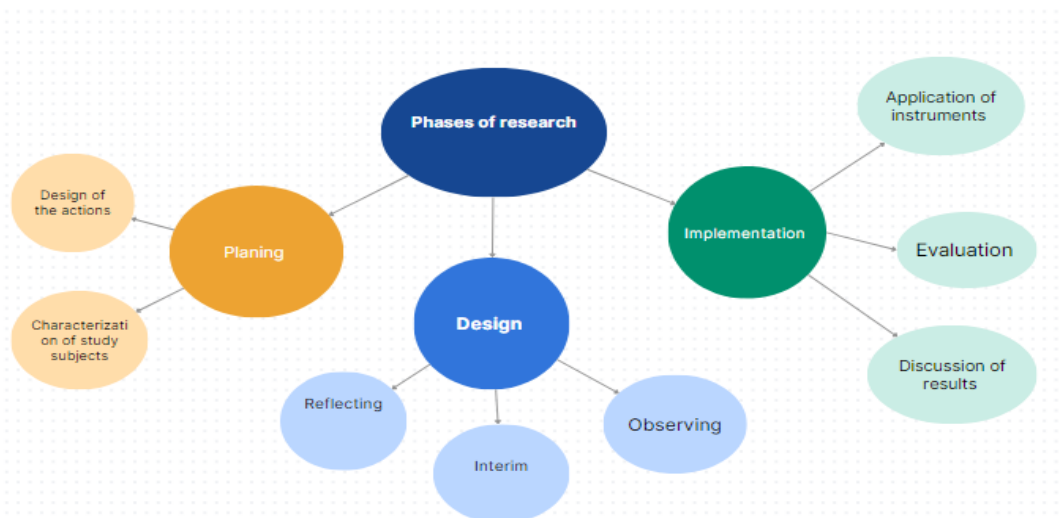 Phases of research
Planing
Design of
the actions
Characterizati
on of study
subjects
Design
Reflecting
Interim
Observing
Implementation
Application of
instruments
Evaluation
Discussion of
results